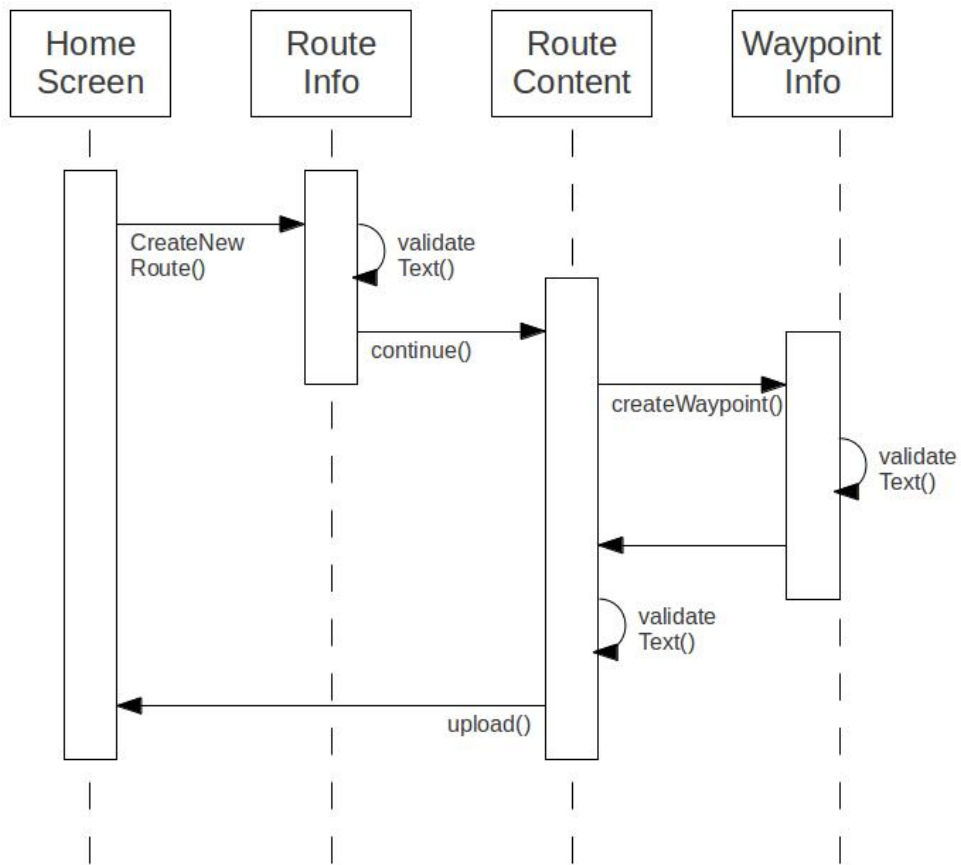 Home
Screen
Route
Info
Route
Content
Waypoint
Info
CreateNew
Route()
validate
Text()
continue()
createWaypoint()
validate
Text()
validate
Text()
upload()